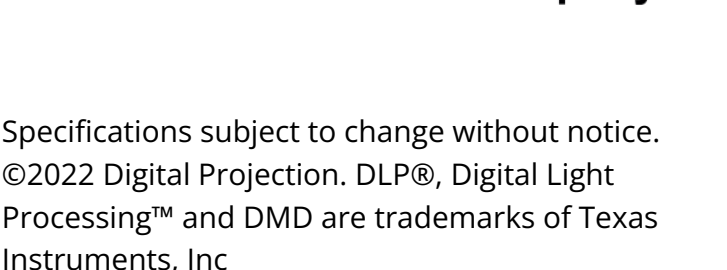 Specifications subject to change without notice.
©2022 Digital Projection. DLP®, Digital Light
Processing™ and DMD are trademarks of Texas
Instruments, Inc